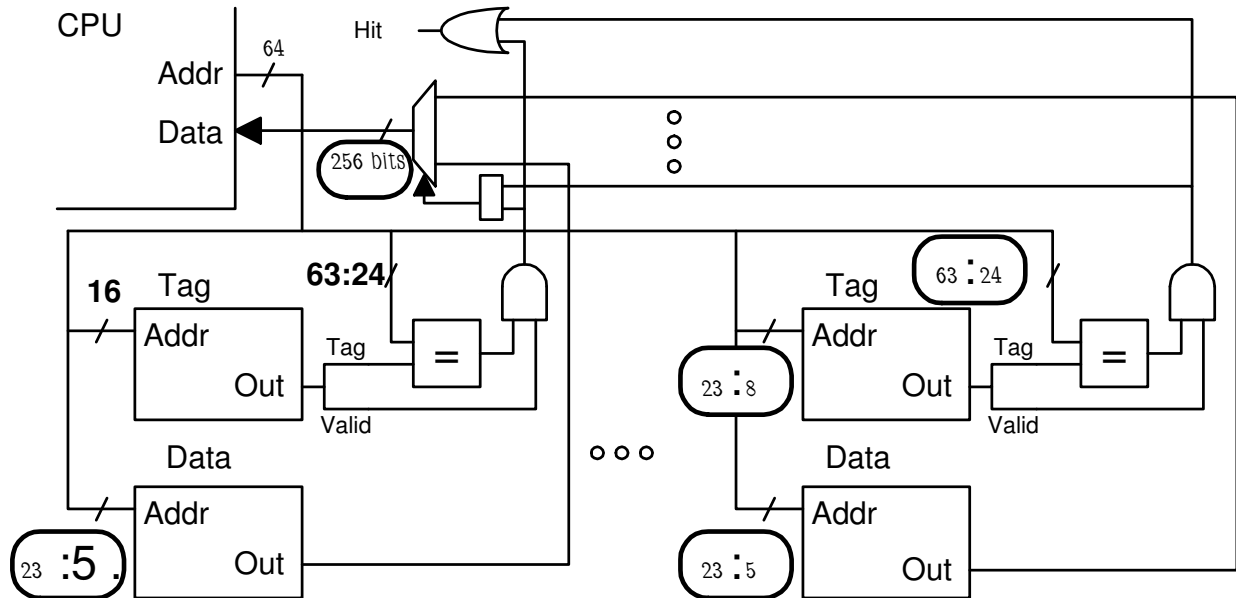 CPU
Hit
64
Addr
Data
256 bits
16
Tag
63:24
63 : 24
Tag
Addr
Tag
=
Out
Valid
Addr
Tag
=
23 : 8
Out
Valid
Data
Data
Addr
Out
23 :5 .
Addr
Out
23 : 5